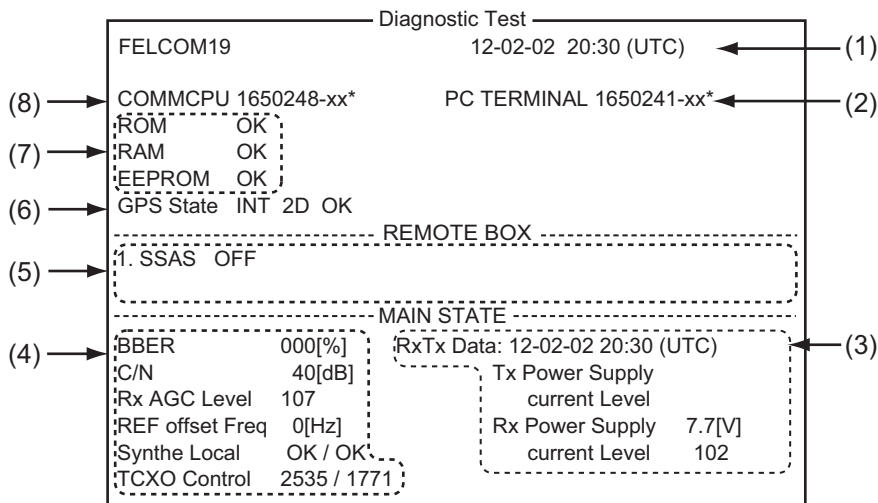 Diagnostic Test
FELCOM19 12-02-02 20:30 (UTC) (1)
(8) COMMCPU 1650248-xx* PC TERMINAL 1650241-xx* (2)
ROM OK
(7) RAM OK
EEPROM OK
(6) GPS State INT 2D OK
REMOTE BOX
(5) 1. SSAS OFF
MAIN STATE
(4) BBER 000[%] RxTx Data: 12-02-02 20:30 (UTC) (3)
C/N 40[dB] Tx Power Supply
Rx AGC Level 107 current Level
REF offset Freq 0[Hz] Rx Power Supply 7.7[V]
Synthe Local OK / OK current Level 102
TCXO Control 2535 / 1771